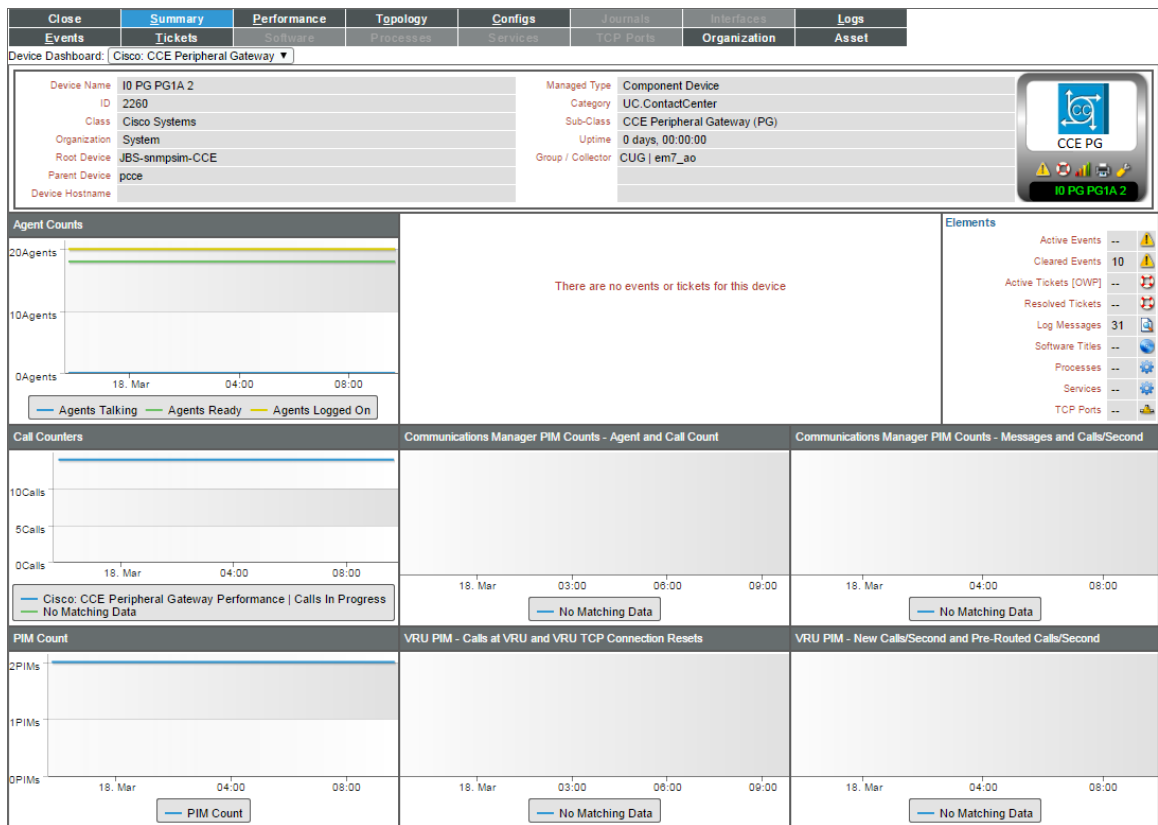 Close Summary Performance Topology Configs Journals Interfaces Logs
Events Tickets Software Processes Services TCP Ports Organization Asset
Device Dashboard: Cisco: CCE Peripheral Gateway ▼
Device Name I0 PG PG1A 2 Managed Type Component Device
ID 2260 Category UC.ContactCenter
Class Cisco Systems Sub-Class CCE Peripheral Gateway (PG)
Organization System Uptime 0 days, 00:00:00
Root Device JBS-snmpsim-CCE Group / Collector CUG | em7_ao
Parent Device pcce
Device Hostname
CC
CCE PG
I0 PG PG1A 2
Agent Counts
20Agents
10Agents
0Agents
18. Mar 04:00 08:00
Agents Talking Agents Ready Agents Logged On
There are no events or tickets for this device
Elements
Active Events --
Cleared Events 10
Active Tickets [OWP] --
Resolved Tickets --
Log Messages 31
Software Titles --
Processes --
Services --
TCP Ports --
Call Counters
10Calls
5Calls
0Calls
18. Mar 04:00 08:00
Cisco: CCE Peripheral Gateway Performance | Calls In Progress
No Matching Data
Communications Manager PIM Counts - Agent and Call Count
18. Mar 03:00 06:00 09:00
No Matching Data
Communications Manager PIM Counts - Messages and Calls/Second
18. Mar 04:00 08:00
No Matching Data
PIM Count
2PIMs
1PIMs
0PIMs
18. Mar 04:00 08:00
PIM Count
VRU PIM - Calls at VRU and VRU TCP Connection Resets
18. Mar 03:00 06:00 09:00
No Matching Data
VRU PIM - New Calls/Second and Pre-Routed Calls/Second
18. Mar 04:00 08:00
No Matching Data